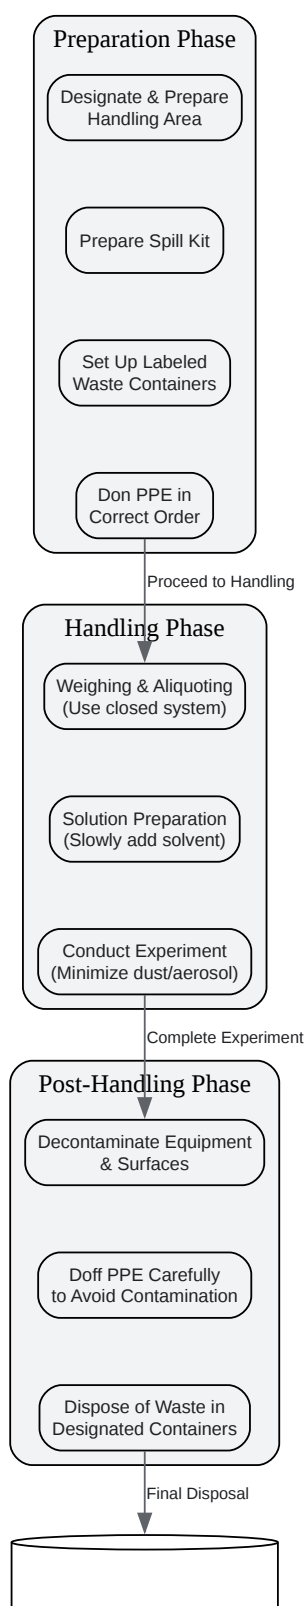 Preparation Phase
Designate & Prepare
Handling Area
Prepare Spill Kit
Set Up Labeled
Waste Containers
Don PPE in
Correct Order
Proceed to Handling
Handling Phase
Weighing & Aliquoting
(Use closed system)
Solution Preparation
(Slowly add solvent)
Conduct Experiment
(Minimize dust/aerosol)
Complete Experiment
Post-Handling Phase
Decontaminate Equipment
& Surfaces
Doff PPE Carefully
to Avoid Contamination
Dispose of Waste in
Designated Containers
Final Disposal